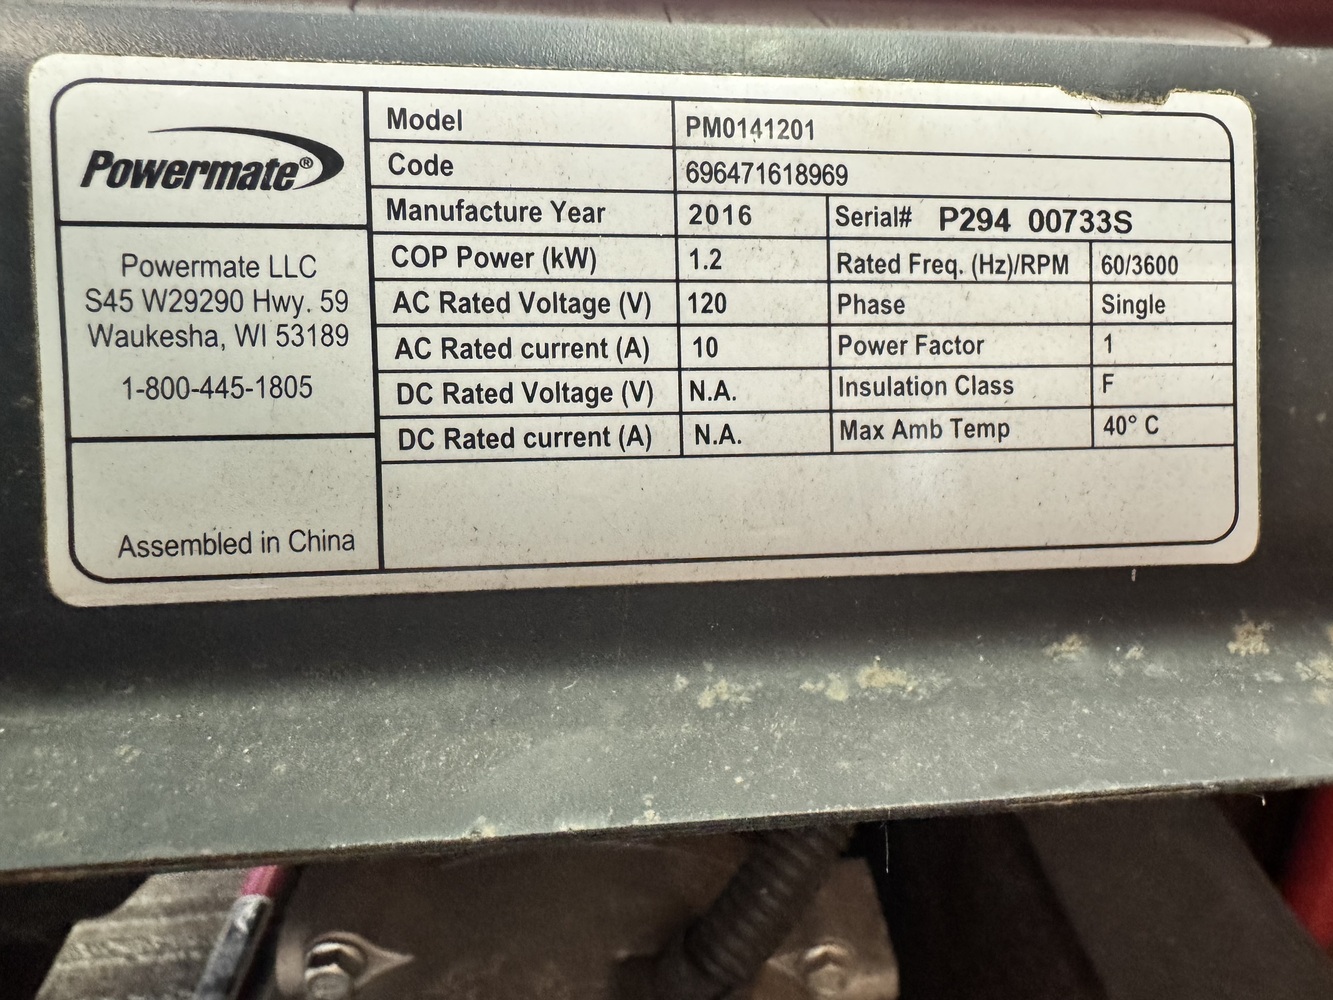 Powermate®
Powermate LLC
S45 W29290 Hwy. 59
Waukesha, WI 53189
1-800-445-1805
Assembled in China
Model PM0141201
Code 696471618969
Manufacture Year 2016 Serial# P294 00733S
COP Power (kW) 1.2 Rated Freq. (Hz)/RPM 60/3600
AC Rated Voltage (V) 120 Phase Single
AC Rated current (A) 10 Power Factor 1
DC Rated Voltage (V) N.A. Insulation Class F
DC Rated current (A) N.A. Max Amb Temp 40° C